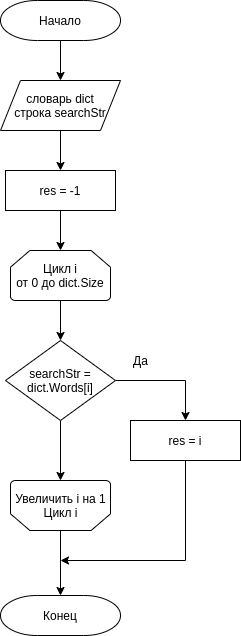 Начало
словарь dict
строка searchStr
res = -1
Цикл i
от 0 до dict.Size
searchStr =
dict.Words[i]
Да
res = i
Увеличить i на 1
Цикл i
Конец